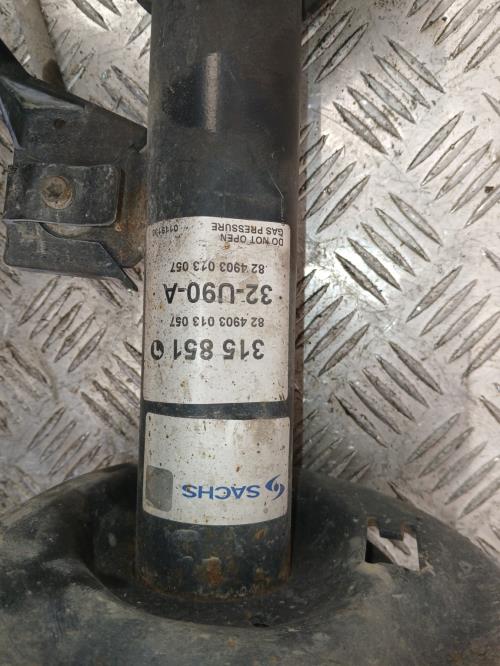 SACHS
315 851
82 4903 013 057
32-U90-A
82 4903 013 057
DO NOT OPEN
GAS PRESSURE